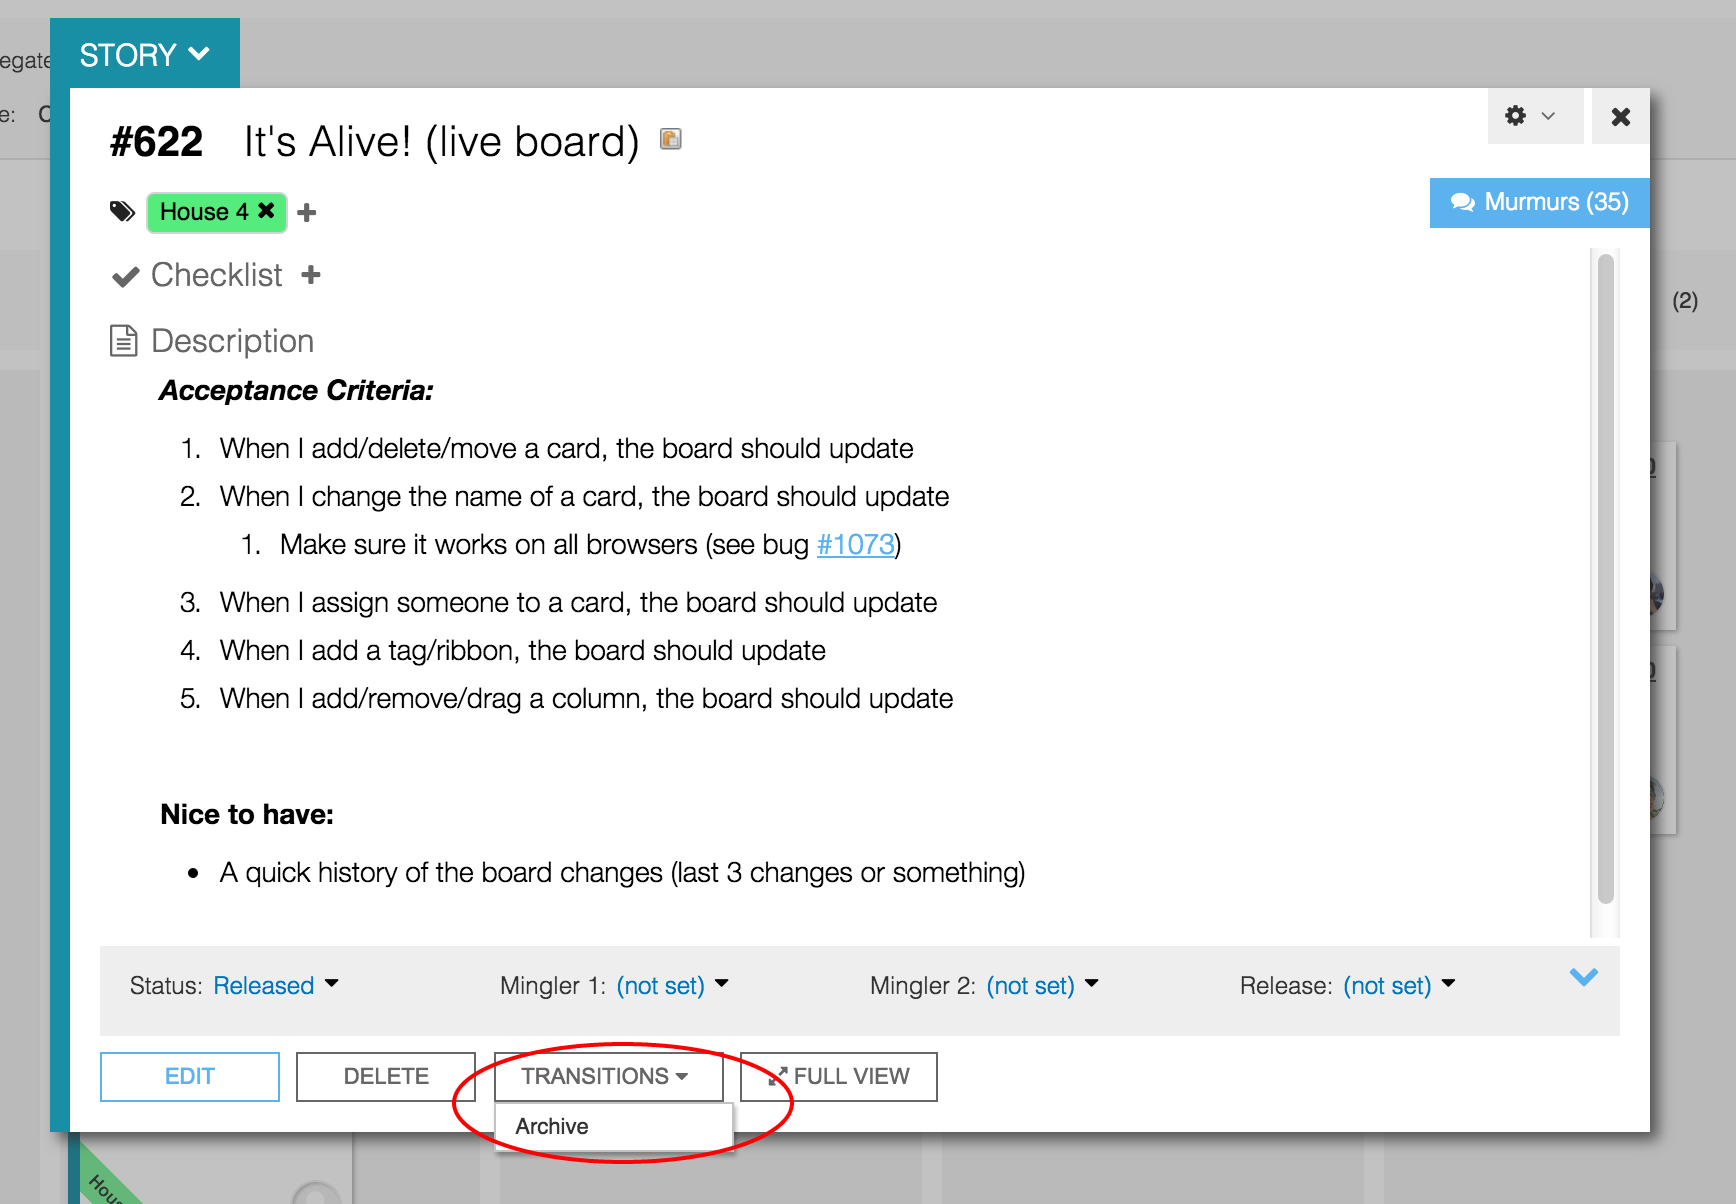 STORY
egate
e:
#622 It's Alive! (live board)
House 4
Murmurs (35)
Checklist
(2)
Description
Acceptance Criteria:
1. When I add/delete/move a card, the board should update
2. When I change the name of a card, the board should update
1. Make sure it works on all browsers (see bug #1073)
3. When I assign someone to a card, the board should update
4. When I add a tag/ribbon, the board should update
5. When I add/remove/drag a column, the board should update
Nice to have:
• A quick history of the board changes (last 3 changes or something)
Status: Released Mingler 1: (not set) Mingler 2: (not set) Release: (not set)
EDIT DELETE TRANSITIONS FULL VIEW
Archive
Hous